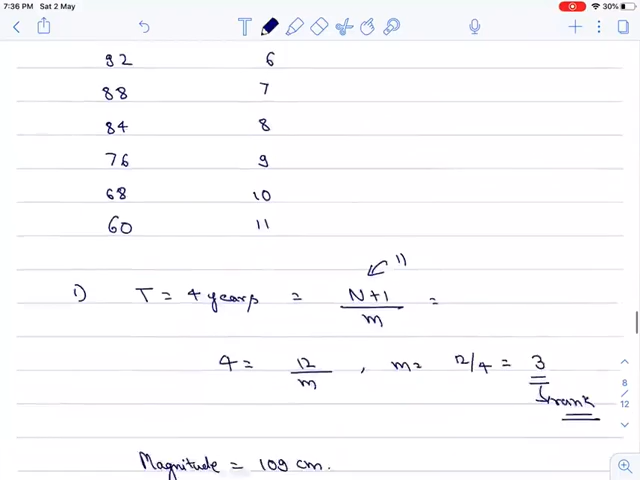 7:36 PM Sat 2 May 30%
92 6
88 7
84 8
76 9
68 10
60 11
11
1) T = 4 years = N+1 / m =
4 = 12 / m , m = 12/4 = 3
rank
8
/
12
Magnitude = 109 cm.